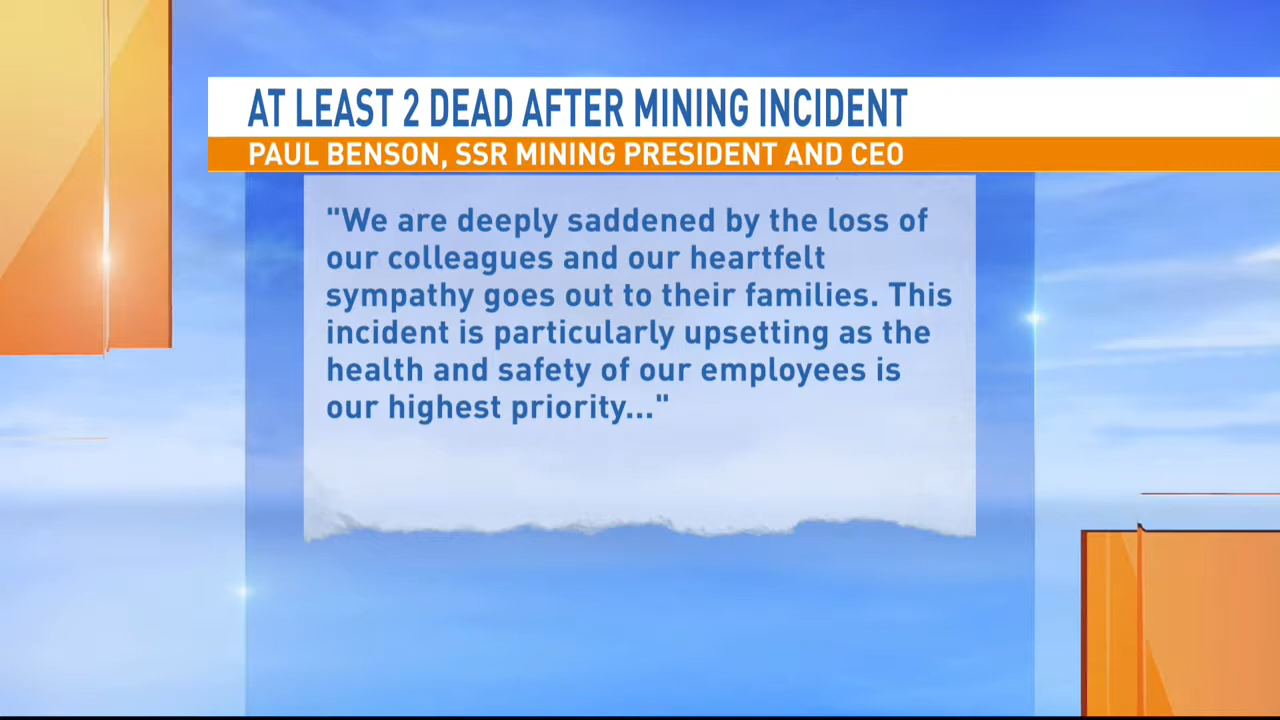 AT LEAST 2 DEAD AFTER MINING INCIDENT
PAUL BENSON, SSR MINING PRESIDENT AND CEO
"We are deeply saddened by the loss of
our colleagues and our heartfelt
sympathy goes out to their families. This
incident is particularly upsetting as the
health and safety of our employees is
our highest priority..."